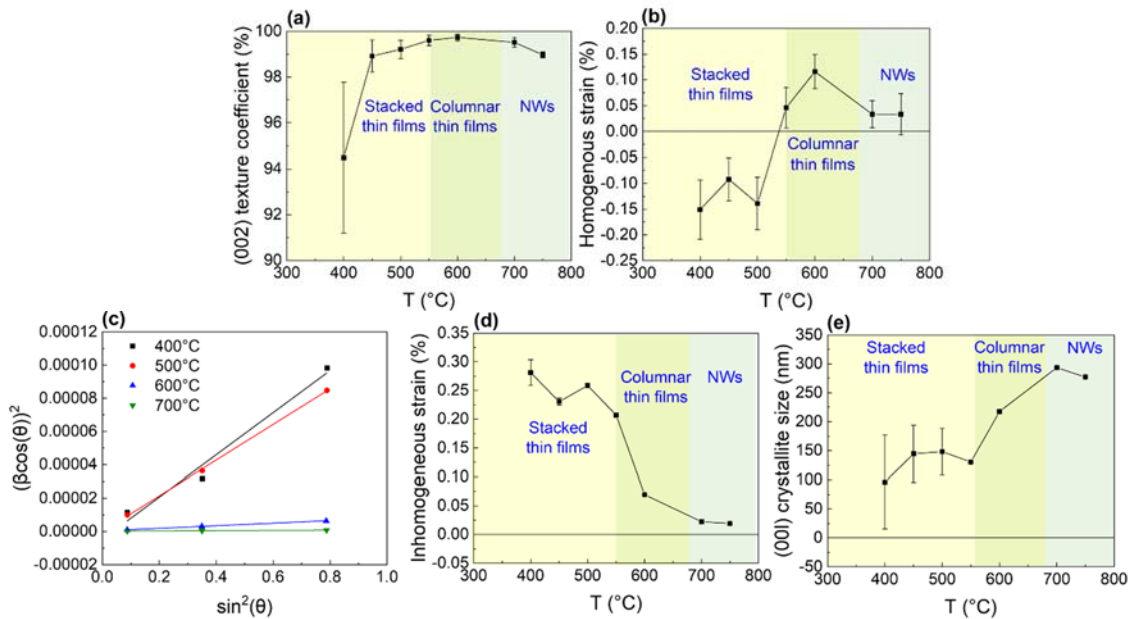 (a)
(002) texture coefficient (%)
100
98
96
94
92
90
Stacked
thin films
Columnar
thin films
NWs
300 400 500 600 700 800
T (°C)
(b)
Homogenous strain (%)
0.20
0.15
0.10
0.05
0.00
-0.05
-0.10
-0.15
-0.20
-0.25
Stacked
thin films
NWs
Columnar
thin films
300 400 500 600 700 800
T (°C)
(c)
(βcos(θ))²
0.00012
0.00010
0.00008
0.00006
0.00004
0.00002
0.00000
-0.00002
400°C
500°C
600°C
700°C
0.0 0.2 0.4 0.6 0.8 1.0
sin²(θ)
(d)
Inhomogeneous strain (%)
0.35
0.30
0.25
0.20
0.15
0.10
0.05
0.00
-0.05
Columnar
thin films
NWs
Stacked
thin films
300 400 500 600 700 800
T (°C)
(e)
(00l) crystallite size (nm)
350
300
250
200
150
100
50
0
-50
Stacked
thin films
Columnar
thin films
NWs
300 400 500 600 700 800
T (°C)